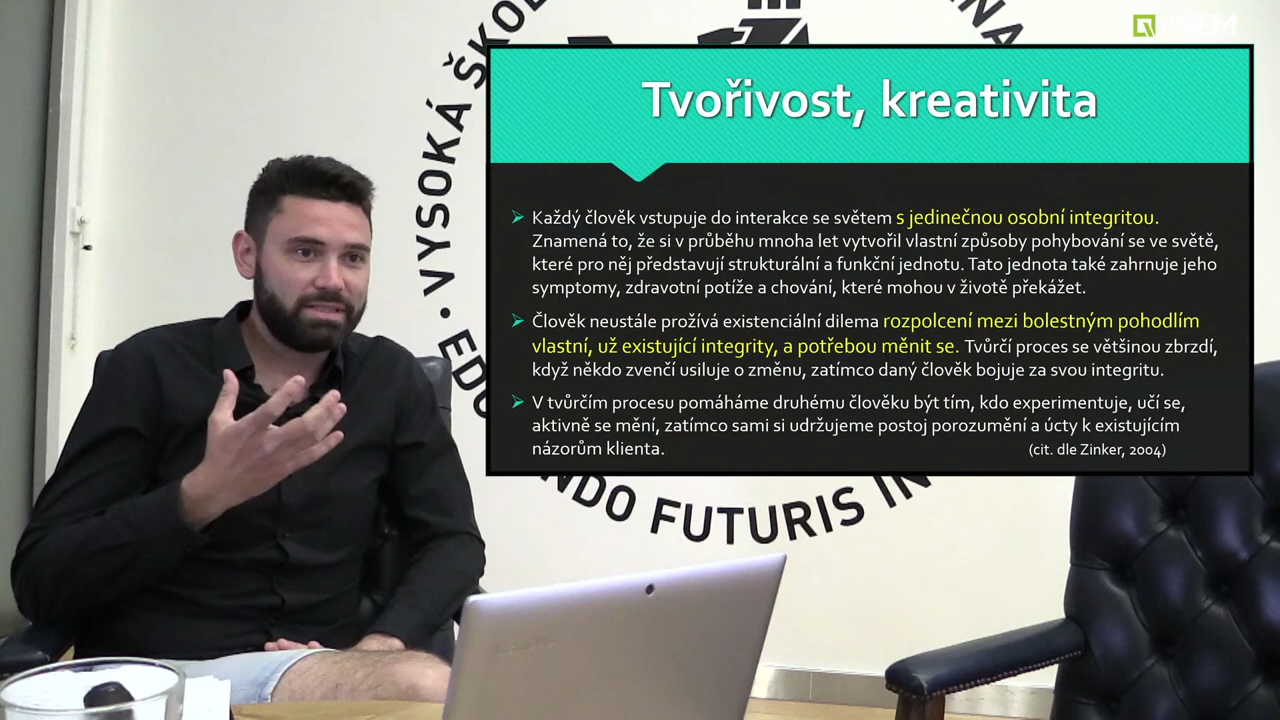 VYSOKÁ ŠKOL
Tvořivost, kreativita
Každý člověk vstupuje do interakce se světem s jedinečnou osobní integritou.
Znamená to, že si v průběhu mnoha let vytvořil vlastní způsoby pohybování se ve světě,
které pro něj představují strukturální a funkční jednotu. Tato jednota také zahrnuje jeho
symptomy, zdravotní potíže a chování, které mohou v životě překážet.
Člověk neustále prožívá existenciální dilema rozpolcení mezi bolestným pohodlím
vlastní, už existující integrity, a potřebou měnit se. Tvůrčí proces se většinou zbrzdí,
když někdo zvenčí usiluje o změnu, zatímco daný člověk bojuje za svou integritu.
V tvůrčím procesu pomáháme druhému člověku být tím, kdo experimentuje, učí se,
aktivně se mění, zatímco sami si udržujeme postoj porozumění a úcty k existujícím
názorům klienta.
(cit. dle Zinker, 2004)
FUTURIS